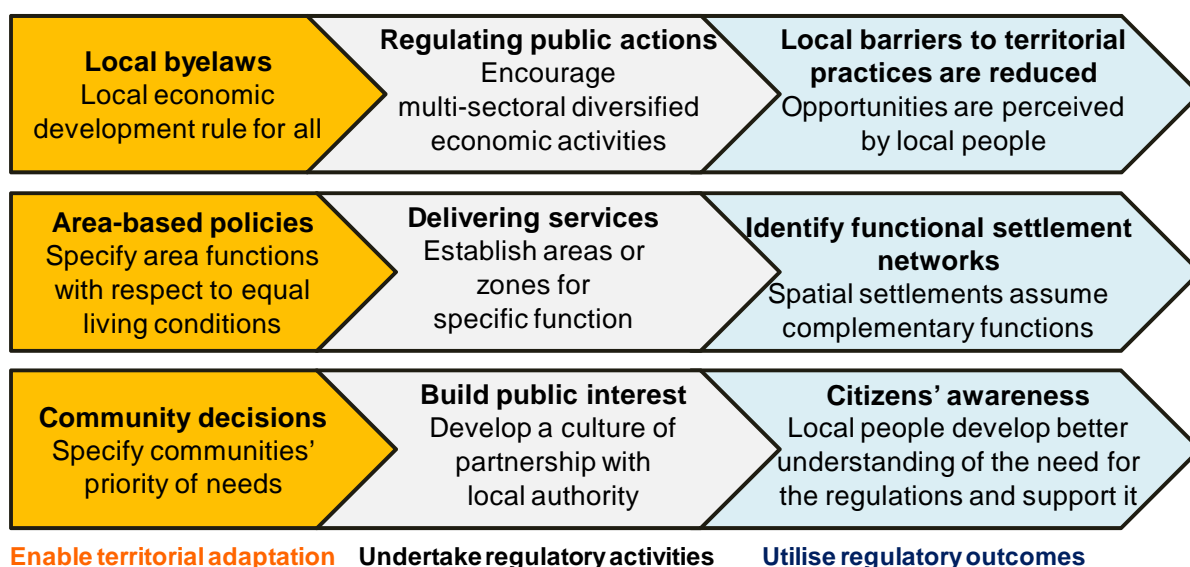 Local byelaws
Local economic
development rule for all
Regulating public actions
Encourage
multi-sectoral diversified
economic activities
Local barriers to territorial
practices are reduced
Opportunities are perceived
by local people
Area-based policies
Specify area functions
with respect to equal
living conditions
Delivering services
Establish areas or
zones for
specific function
Identify functional settlement
networks
Spatial settlements assume
complementary functions
Community decisions
Specify communities’
priority of needs
Build public interest
Develop a culture of
partnership with
local authority
Citizens’ awareness
Local people develop better
understanding of the need for
the regulations and support it
Enable territorial adaptation
Undertake regulatory activities
Utilise regulatory outcomes